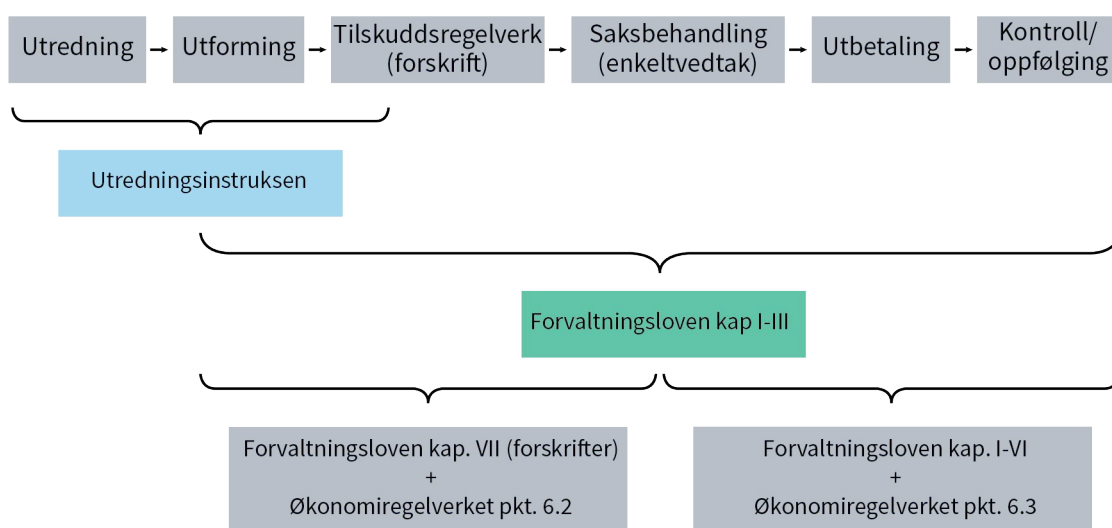 Utredning
Utforming
Tilskuddsregelverk
(forskrift)
Saksbehandling
(enkeltvedtak)
Utbetaling
Kontroll/
oppfølging
Utredningsinstruksen
Forvaltningsloven kap I-III
Forvaltningsloven kap. VII (forskrifter)
+
Økonomiregelverket pkt. 6.2
Forvaltningsloven kap. I-VI
+
Økonomiregelverket pkt. 6.3